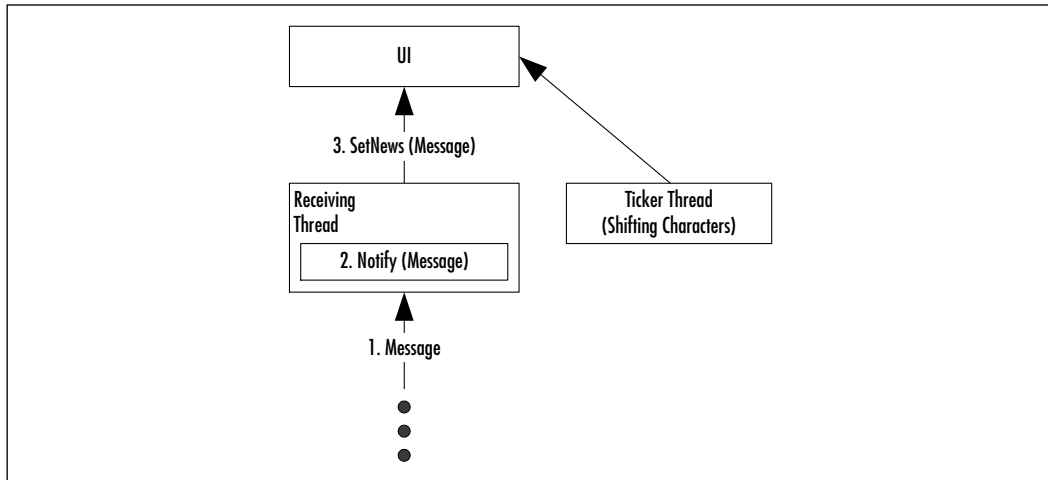 UI
3. SetNews (Message)
Receiving
Thread
2. Notify (Message)
Ticker Thread
(Shifting Characters)
1. Message